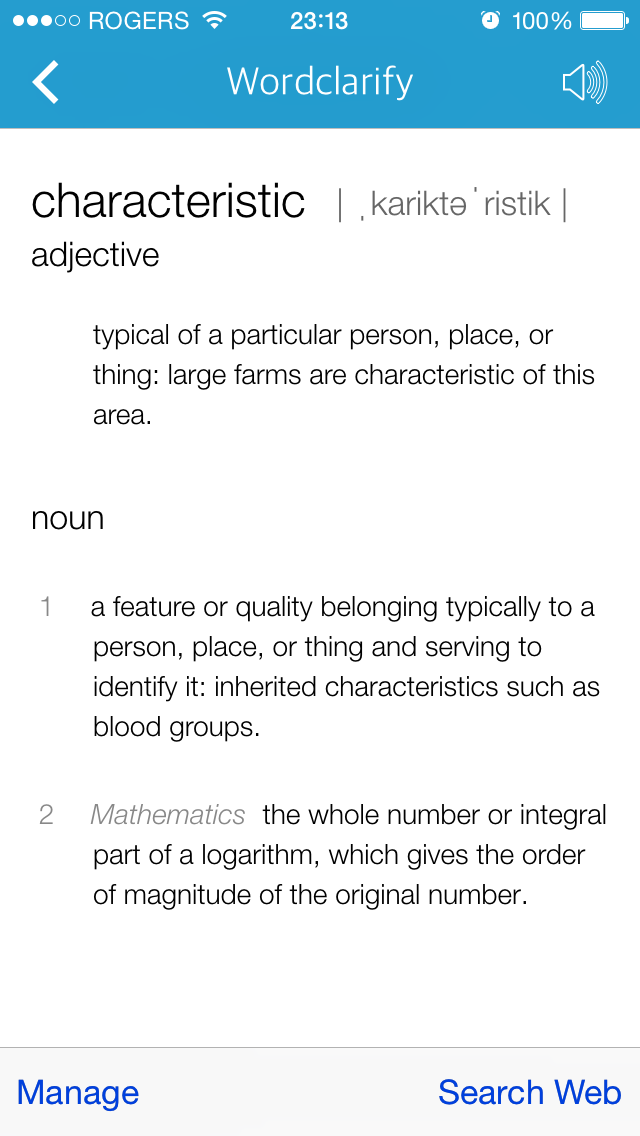 ROGERS 23:13 100%
Wordclarify
characteristic | ˌkariktəˈristik |
adjective
typical of a particular person, place, or
thing: large farms are characteristic of this
area.
noun
1 a feature or quality belonging typically to a
person, place, or thing and serving to
identify it: inherited characteristics such as
blood groups.
2 Mathematics the whole number or integral
part of a logarithm, which gives the order
of magnitude of the original number.
Manage Search Web